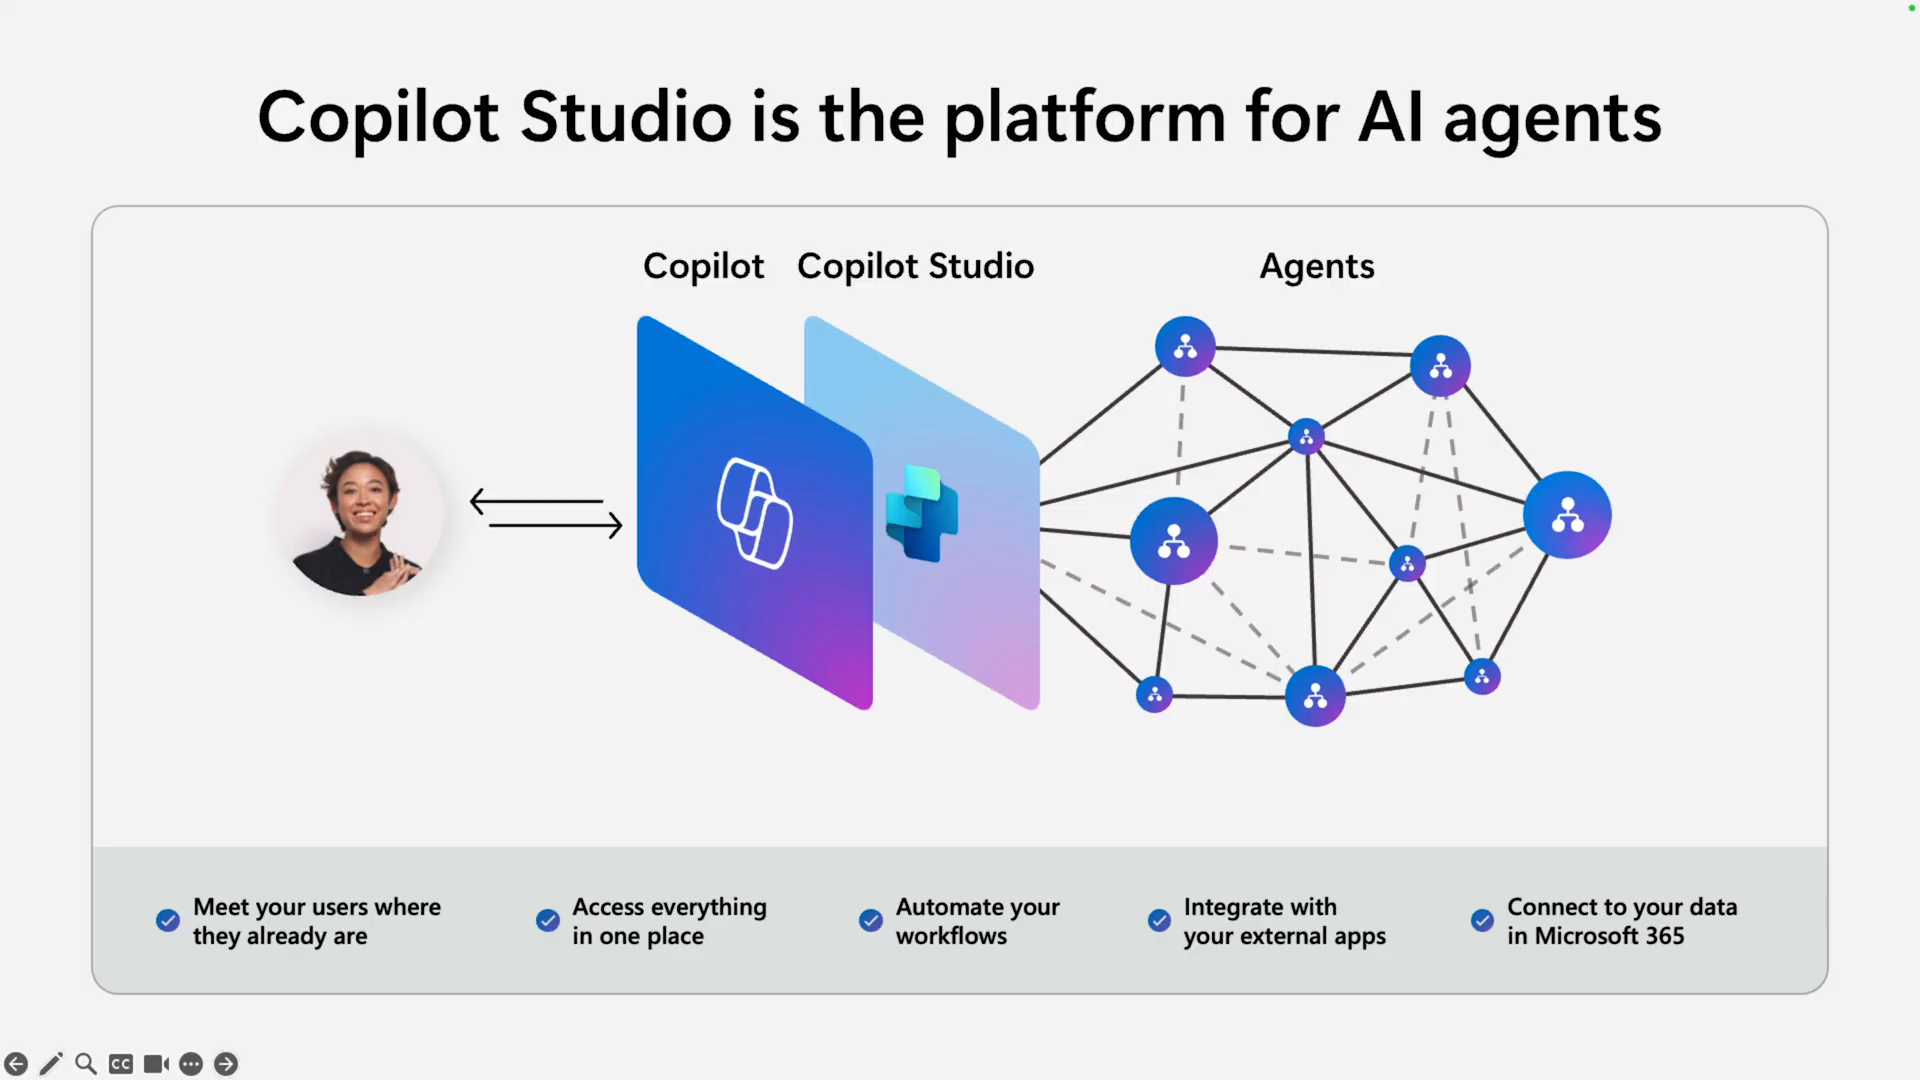 Copilot Studio is the platform for AI agents
Copilot
Copilot Studio
Agents
Meet your users where
they already are
Access everything
in one place
Automate your
workflows
Integrate with
your external apps
Connect to your data
in Microsoft 365
CC